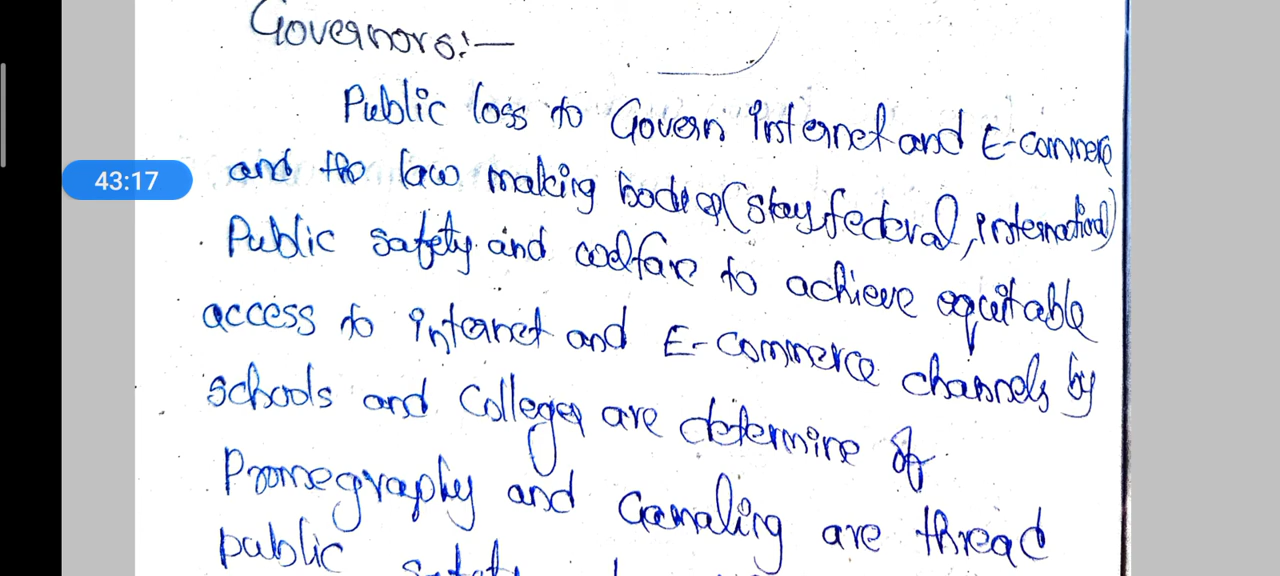 Governors:—
Public loss to Govern internet and E-commerce
43:17
and the law making bodies (stay, federal, international)
Public safety and welfare to achieve equitable
access to internet and E-commerce channels by
schools and Colleges are determine of
Pronegraphy and Gamaling are thread
public